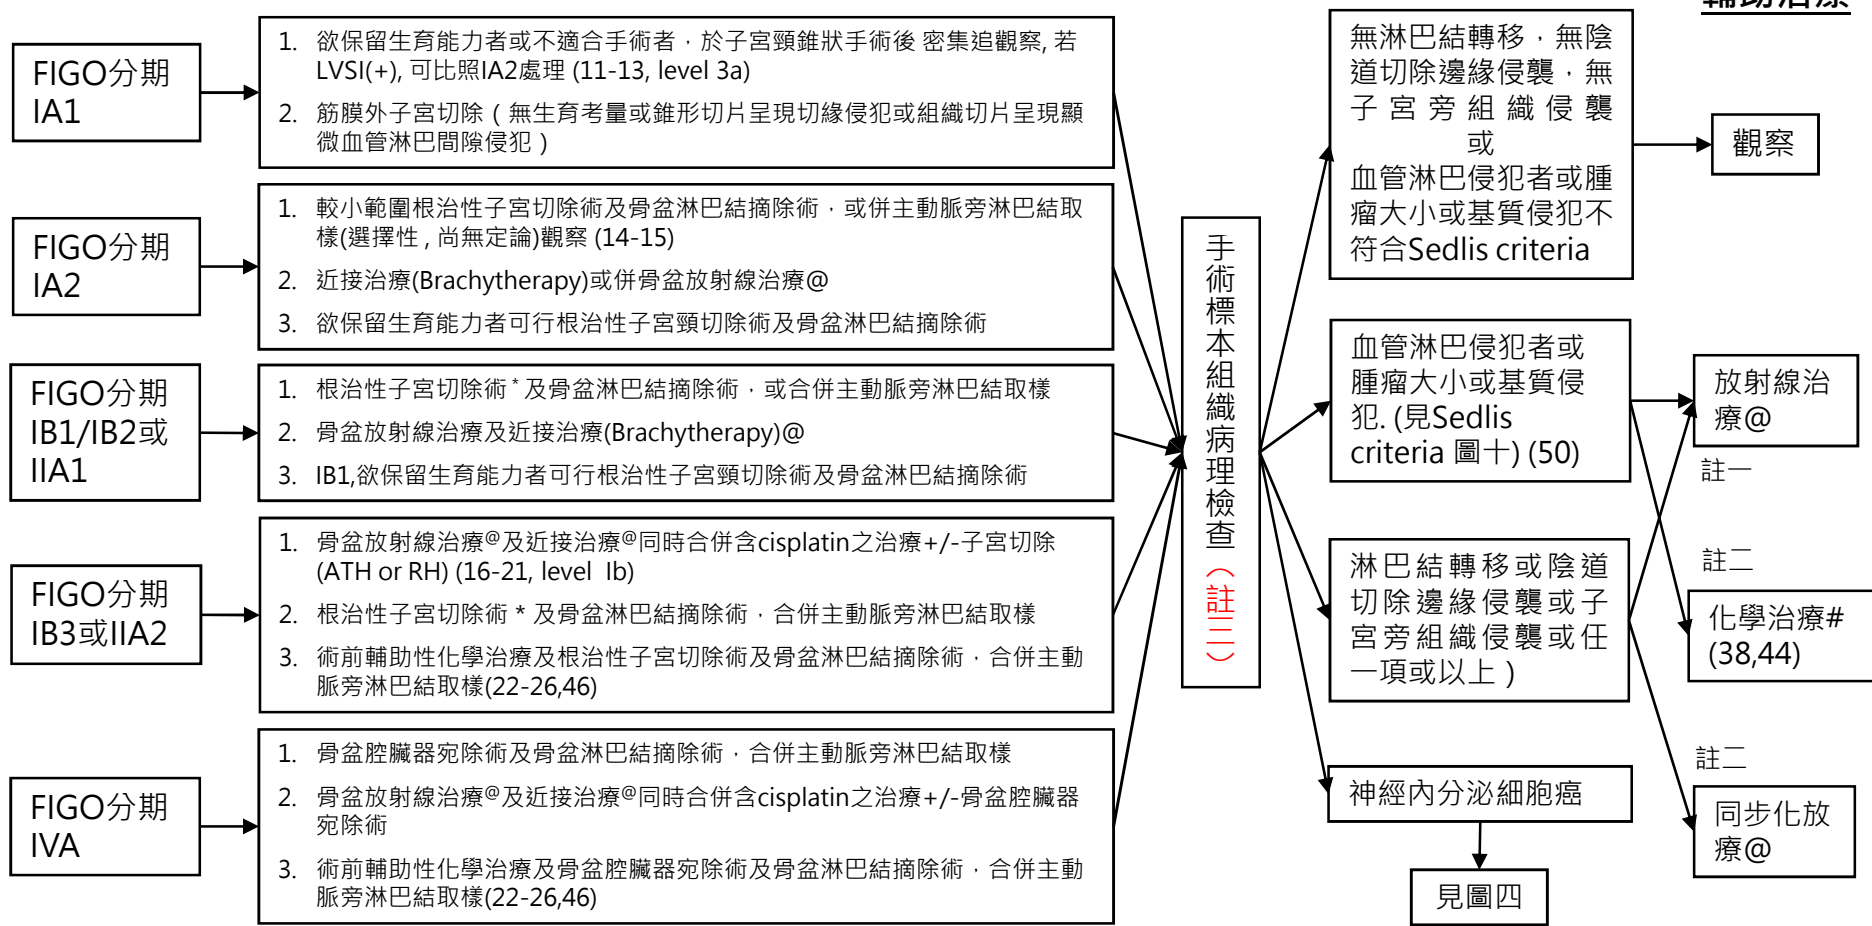 輔助治療
FIGO分期
IA1
1. 欲保留生育能力者或不適合手術者，於子宮頸錐狀手術後 密集追觀察, 若
LVSI(+), 可比照IA2處理 (11-13, level 3a)
2. 筋膜外子宮切除（無生育考量或錐形切片呈現切緣侵犯或組織切片呈現顯
微血管淋巴間隙侵犯）
FIGO分期
IA2
1. 較小範圍根治性子宮切除術及骨盆淋巴結摘除術，或併主動脈旁淋巴結取
樣(選擇性 , 尚無定論)觀察 (14-15)
2. 近接治療(Brachytherapy)或併骨盆放射線治療@
3. 欲保留生育能力者可行根治性子宮頸切除術及骨盆淋巴結摘除術
FIGO分期
IB1/IB2或
IIA1
1. 根治性子宮切除術*及骨盆淋巴結摘除術，或合併主動脈旁淋巴結取樣
2. 骨盆放射線治療及近接治療(Brachytherapy)@
3. IB1,欲保留生育能力者可行根治性子宮頸切除術及骨盆淋巴結摘除術
FIGO分期
IB3或IIA2
1. 骨盆放射線治療@及近接治療@同時合併含cisplatin之治療+/-子宮切除
(ATH or RH) (16-21, level Ib)
2. 根治性子宮切除術 * 及骨盆淋巴結摘除術，合併主動脈旁淋巴結取樣
3. 術前輔助性化學治療及根治性子宮切除術及骨盆淋巴結摘除術，合併主動
脈旁淋巴結取樣(22-26,46)
FIGO分期
IVA
1. 骨盆腔臟器宛除術及骨盆淋巴結摘除術，合併主動脈旁淋巴結取樣
2. 骨盆放射線治療@及近接治療@同時合併含cisplatin之治療+/-骨盆腔臟器
宛除術
3. 術前輔助性化學治療及骨盆腔臟器宛除術及骨盆淋巴結摘除術，合併主動
脈旁淋巴結取樣(22-26,46)
手術標本組織病理檢查（註三）
無淋巴結轉移，無陰
道切除邊緣侵襲，無
子宮旁組織侵襲
或
血管淋巴侵犯者或腫
瘤大小或基質侵犯不
符合Sedlis criteria
觀察
血管淋巴侵犯者或
腫瘤大小或基質侵
犯. (見Sedlis
criteria 圖十) (50)
放射線治
療@
註一
淋巴結轉移或陰道
切除邊緣侵襲或子
宮旁組織侵襲或任
一項或以上）
註二
化學治療#
(38,44)
神經內分泌細胞癌
註二
同步化放
療@
見圖四